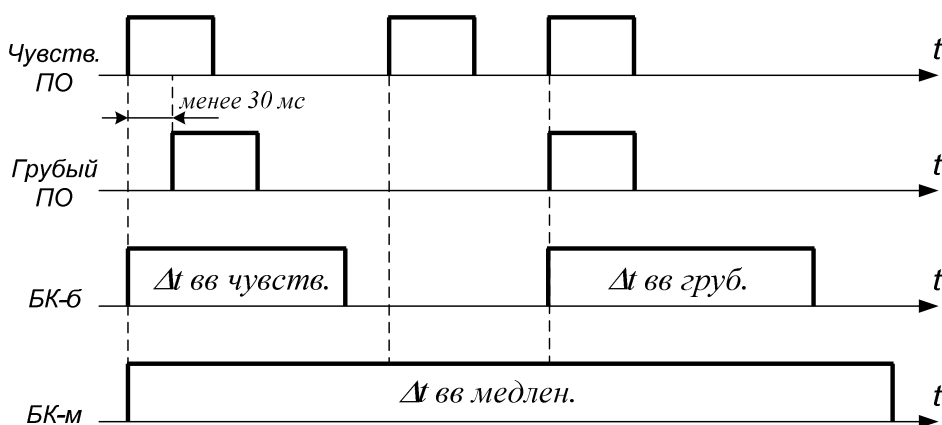 Чувств.
ПО
t
менее 30 мс
Грубый
ПО
t
БК-б
Δt вв чувств.
Δt вв груб.
t
БК-м
Δt вв медлен.
t